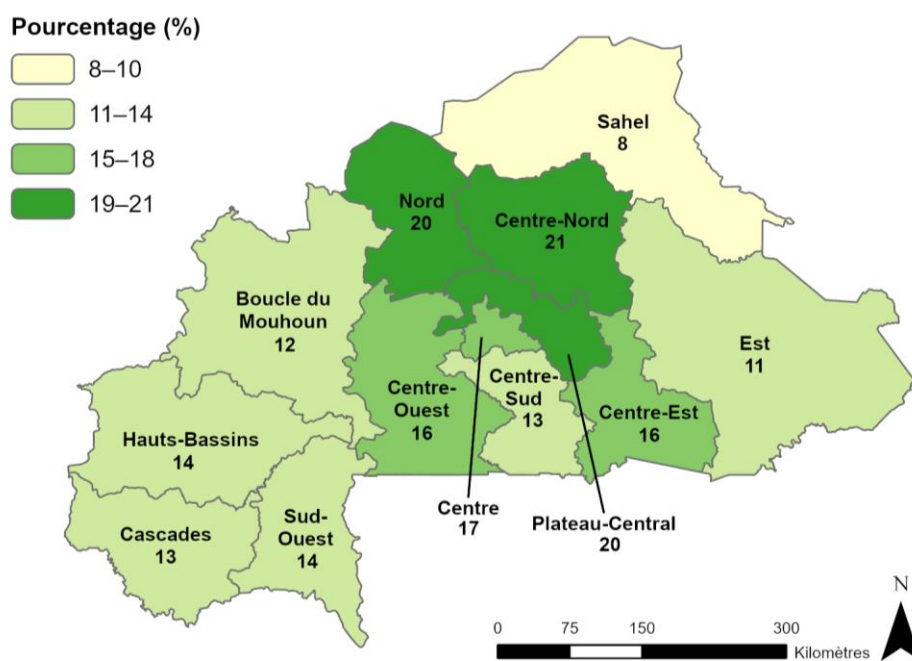 Pourcentage (%)
8–10
11–14
15–18
19–21
Sahel
8
Nord
20
Centre-Nord
21
Boucle du
Mouhoun
12
Est
11
Centre-
Ouest
16
Centre-
Sud
13
Centre-Est
16
Hauts-Bassins
14
Centre
17
Plateau-Central
20
Cascades
13
Sud-
Ouest
14
N
0 75 150 300
Kilomètres